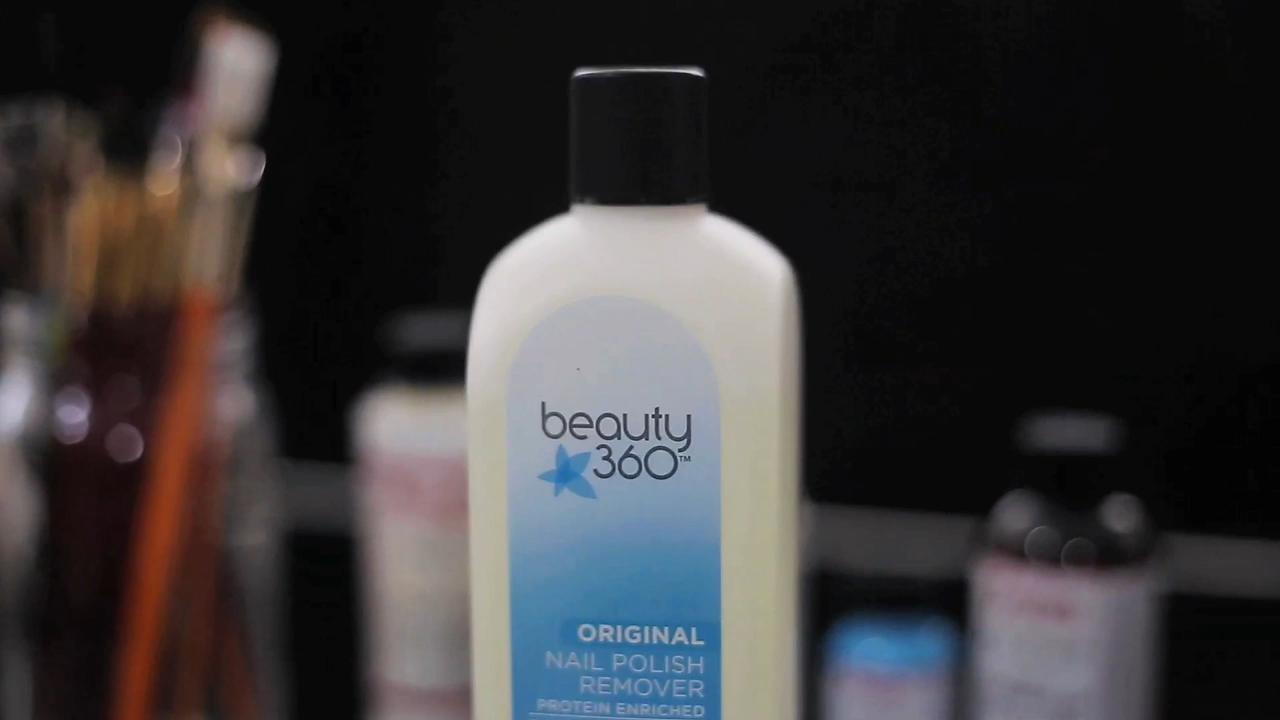 beauty
360™
ORIGINAL
NAIL POLISH
REMOVER
PROTEIN ENRICHED